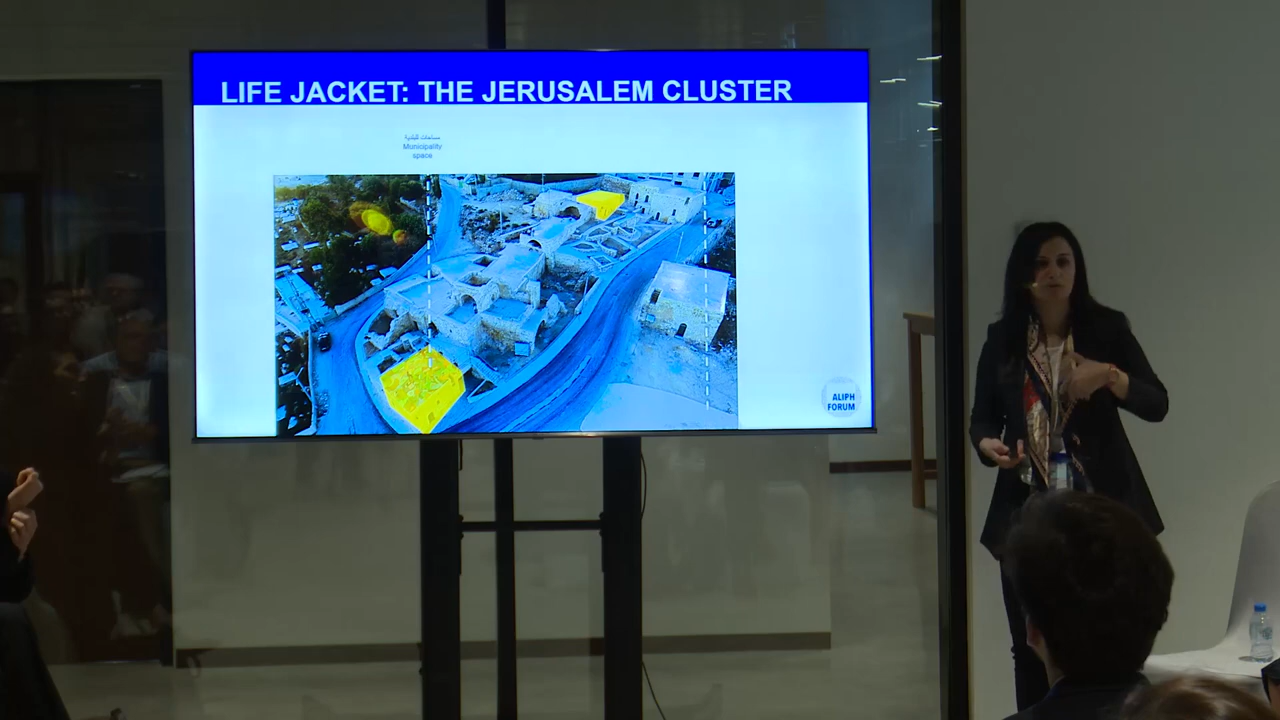 LIFE JACKET: THE JERUSALEM CLUSTER
Municipality
space
ALIPH
FORUM